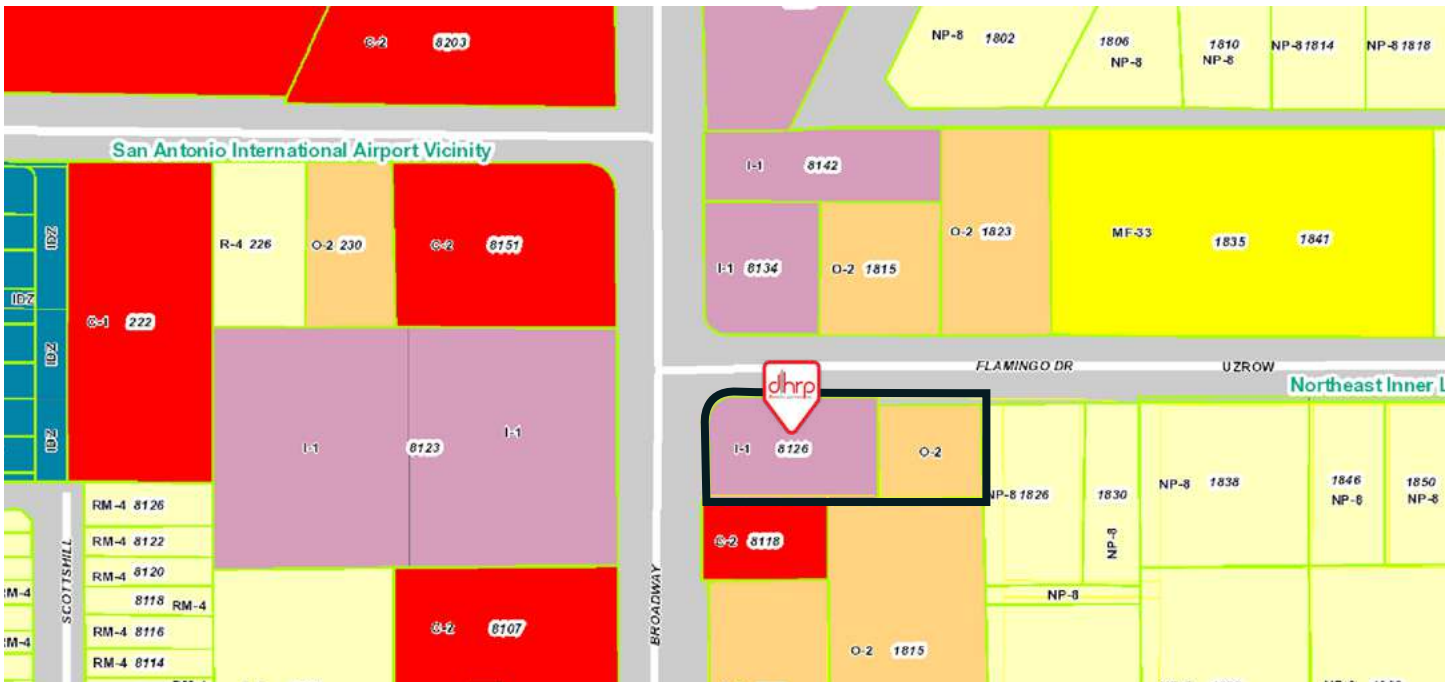 C-2 8203
NP-8 1802
1806
NP-8
1810
NP-8
NP-8 1814
NP-8 1818
San Antonio International Airport Vicinity
I-1 8142
IDZ
R-4 226
O-2 230
C-2 8151
I-1 8134
O-2 1815
O-2 1823
MF-33
1835
1841
IDZ
C-1 222
IDZ
FLAMINGO DR
UZROW
Northeast Inner L
dhrp
IDZ
I-1
8123
I-1
I-1 8126
O-2
NP-8 1826
1830
NP-8
NP-8 1838
1846
NP-8
1850
NP-8
RM-4 8126
RM-4 8122
RM-4 8120
8118 RM-4
RM-4 8116
RM-4 8114
SCOTTSHILL
C-2 8118
BROADWAY
NP-8
C-2 8107
O-2 1815